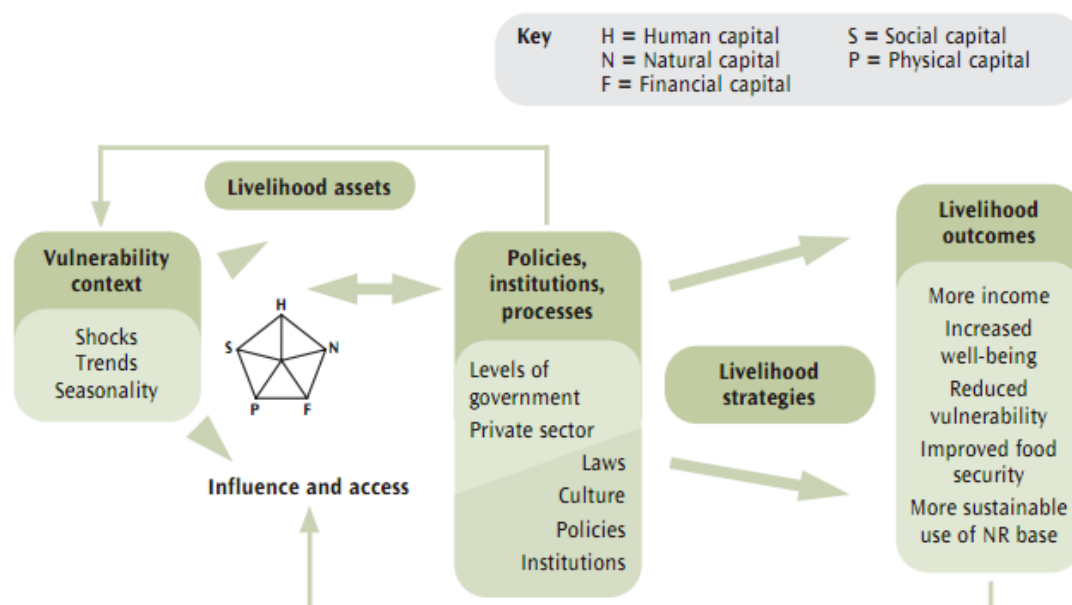 Key
H = Human capital
N = Natural capital
F = Financial capital
S = Social capital
P = Physical capital
Livelihood assets
Vulnerability
context
Shocks
Trends
Seasonality
H
S
N
P
F
Influence and access
Policies,
institutions,
processes
Levels of
government
Private sector
Laws
Culture
Policies
Institutions
Livelihood
strategies
Livelihood
outcomes
More income
Increased
well-being
Reduced
vulnerability
Improved food
security
More sustainable
use of NR base